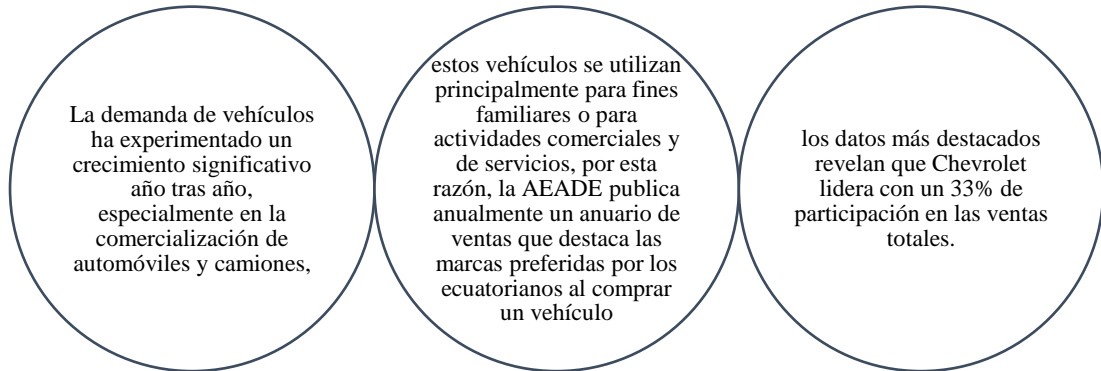 La demanda de vehículos
ha experimentado un
crecimiento significativo
año tras año,
especialmente en la
comercialización de
automóviles y camiones,
estos vehículos se utilizan
principalmente para fines
familiares o para
actividades comerciales y
de servicios, por esta
razón, la AEADE publica
anualmente un anuario de
ventas que destaca las
marcas preferidas por los
ecuatorianos al comprar
un vehículo
los datos más destacados
revelan que Chevrolet
lidera con un 33% de
participación en las ventas
totales.